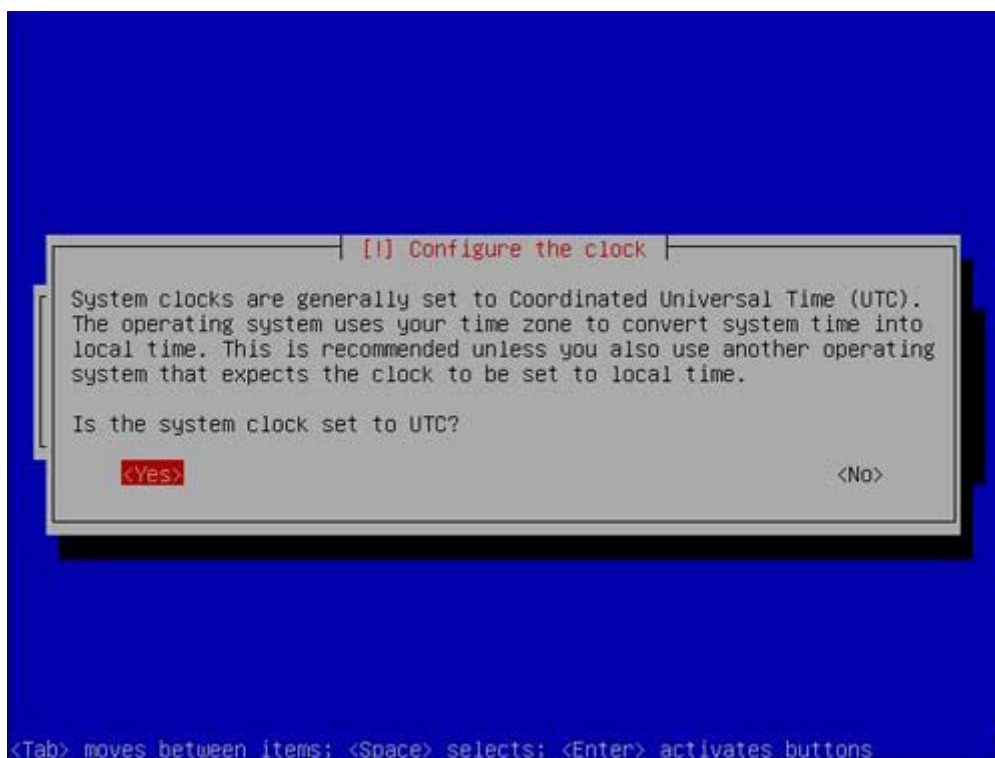 [!] Configure the clock
System clocks are generally set to Coordinated Universal Time (UTC).
The operating system uses your time zone to convert system time into
local time. This is recommended unless you also use another operating
system that expects the clock to be set to local time.
Is the system clock set to UTC?
<Yes> <No>
<Tab> moves between items; <Space> selects; <Enter> activates buttons